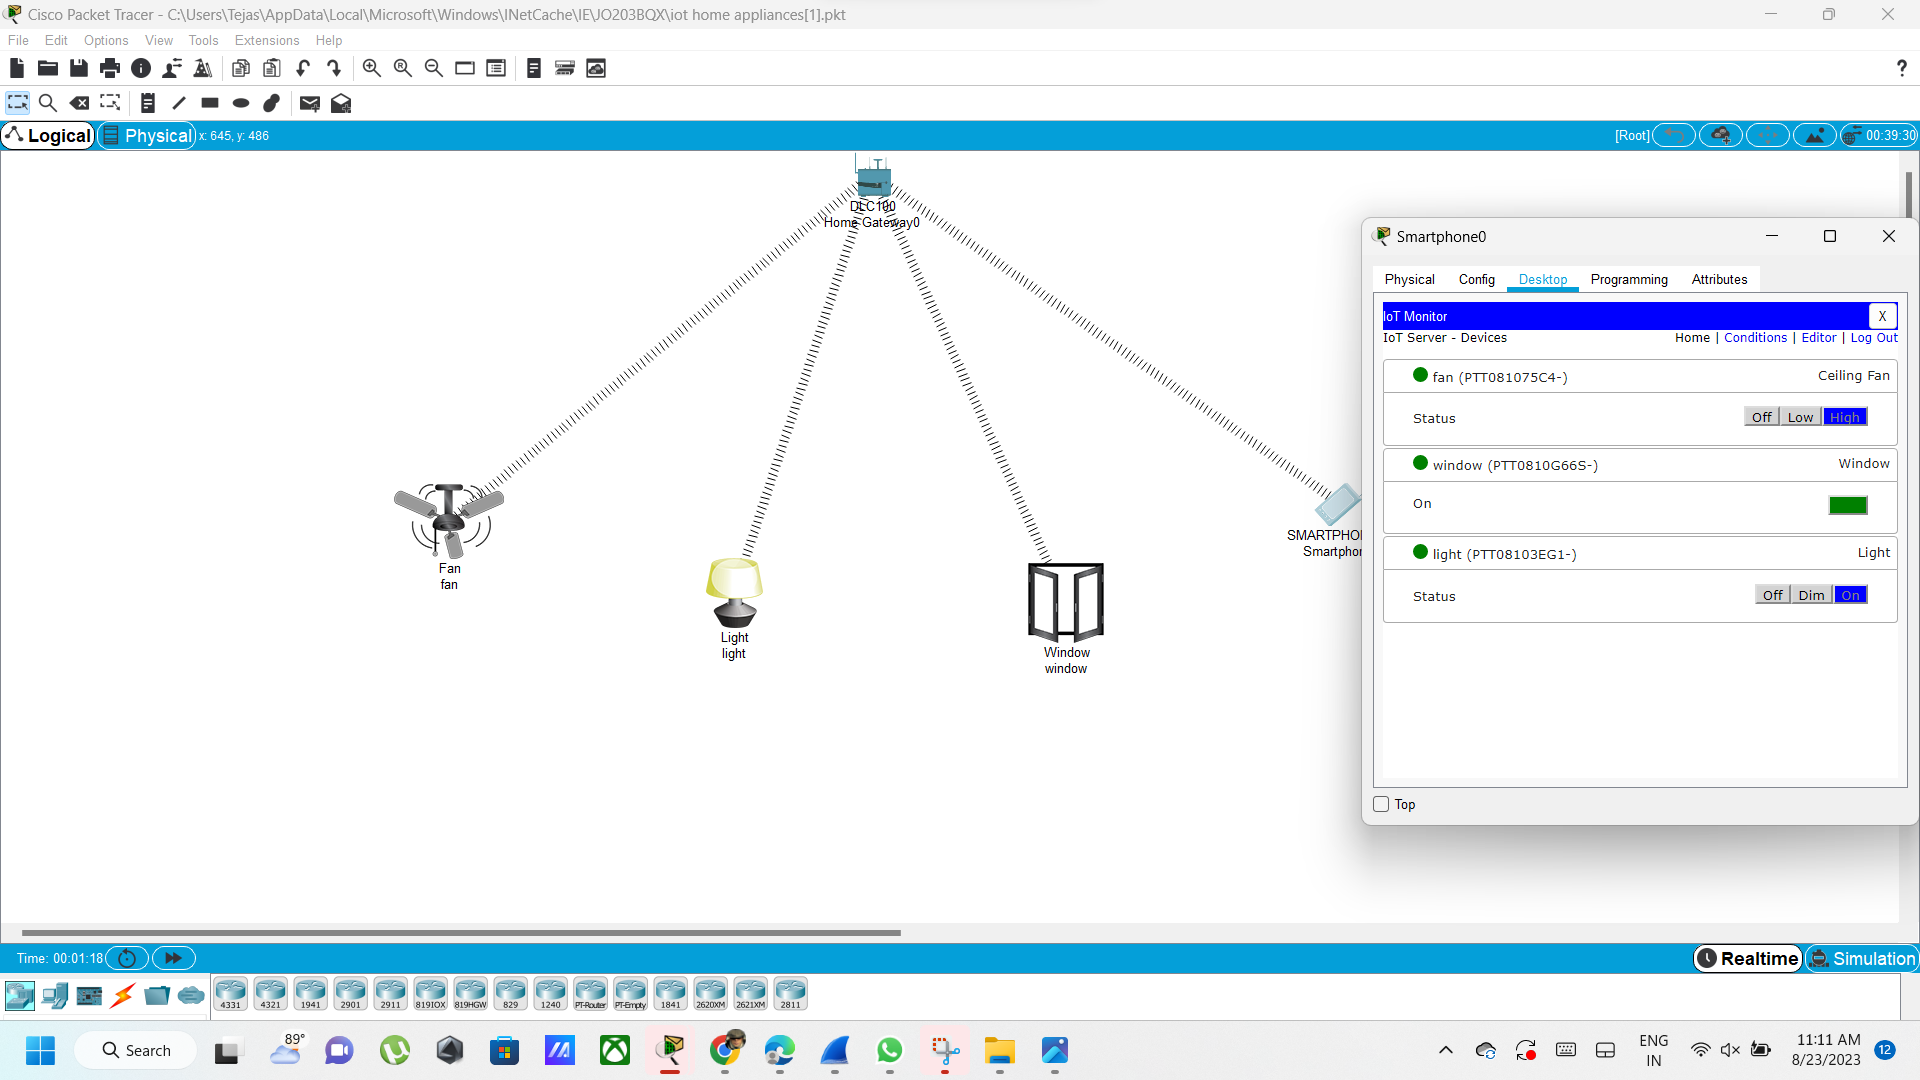 Cisco Packet Tracer - C:\Users\Tejas\AppData\Local\Microsoft\Windows\INetCache\IE\JO203BQX\iot home appliances[1].pkt
File Edit Options View Tools Extensions Help
Logical Physical x: 645, y: 486 [Root] 00:39:30
DLC100
Home Gateway0
Fan
fan
Light
light
Window
window
SMARTPHO
Smartphor
Smartphone0
Physical Config Desktop Programming Attributes
IoT Monitor X
IoT Server - Devices Home | Conditions | Editor | Log Out
fan (PTT081075C4-) Ceiling Fan
Status Off Low High
window (PTT0810G66S-) Window
On
light (PTT08103EG1-) Light
Status Off Dim On
Top
Time: 00:01:18 Realtime Simulation
4331 4321 1941 2901 2911 819IOX 819HGW 829 1240 PT-Router PT-Empty 1841 2620XM 2621XM 2811
Search 89° ENG 11:11 AM 12
IN 8/23/2023